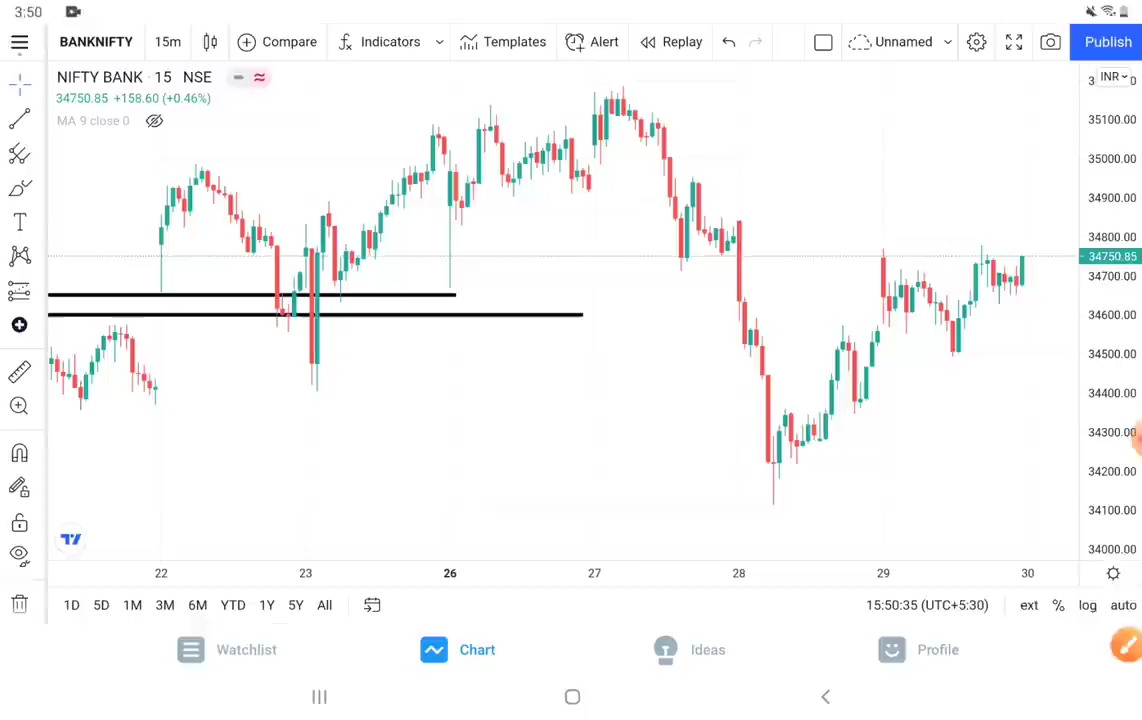 3:50
BANKNIFTY 15m Compare Indicators Templates Alert Replay Unnamed Publish
NIFTY BANK · 15 NSE
INR
34750.85 +158.60 (+0.46%)
MA 9 close 0
35100.00
35000.00
34900.00
34800.00
34750.85
34700.00
34600.00
34500.00
34400.00
34300.00
34200.00
34100.00
34000.00
22 23 26 27 28 29 30
1D 5D 1M 3M 6M YTD 1Y 5Y All 15:50:35 (UTC+5:30) ext % log auto
Watchlist Chart Ideas Profile